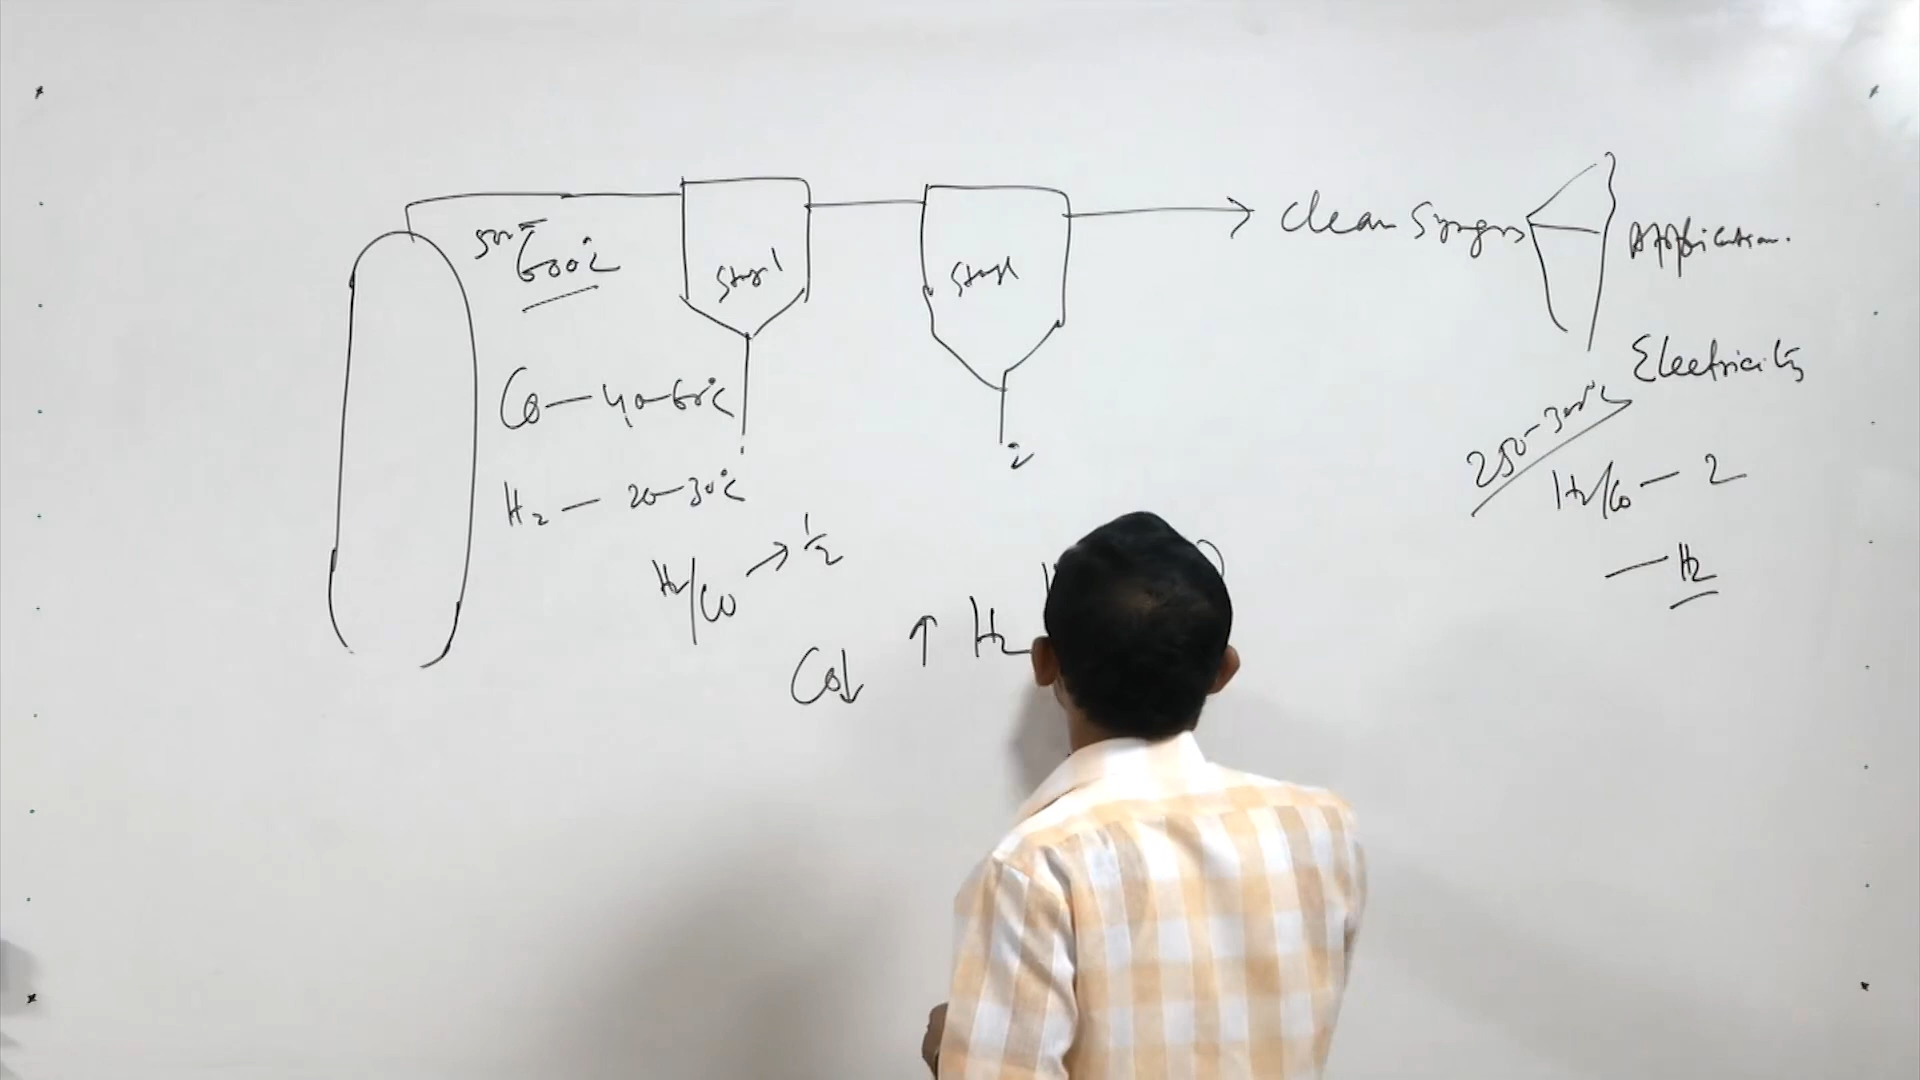 500-
600°c
Stage 1
Stage
Clean Syngas
Application.
CO — 40-60%
H2 — 20-30%
2
Electricity
250-300°c
H2/CO — 2
— H2
H2/CO → 1/2
CO↓ ↑ H2